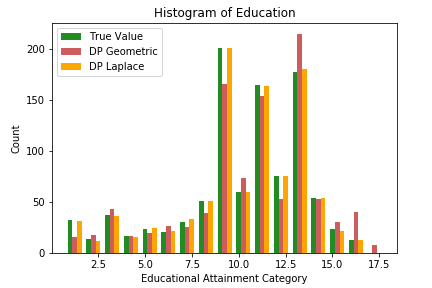 Histogram of Education
True Value
DP Geometric
DP Laplace
200
150
100
50
0
Count
2.5 5.0 7.5 10.0 12.5 15.0 17.5
Educational Attainment Category